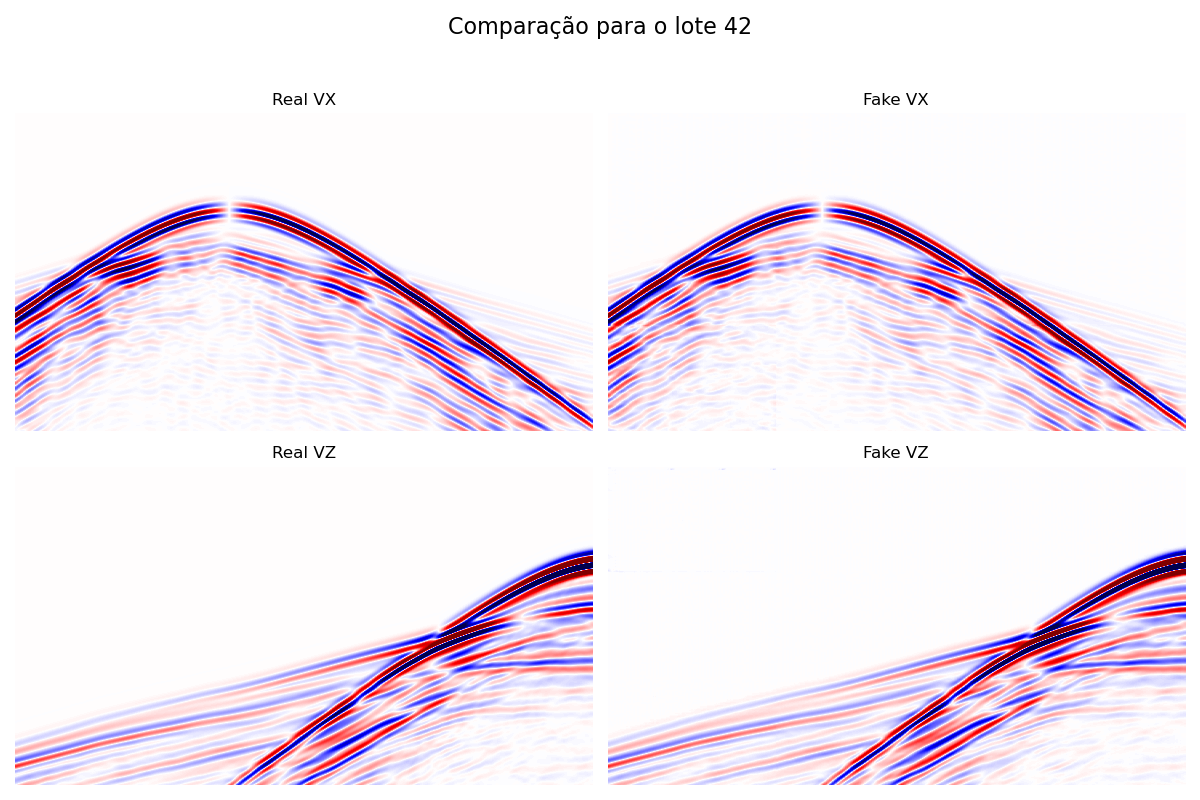 Comparação para o lote 42
Real VX
Fake VX
Real VZ
Fake VZ